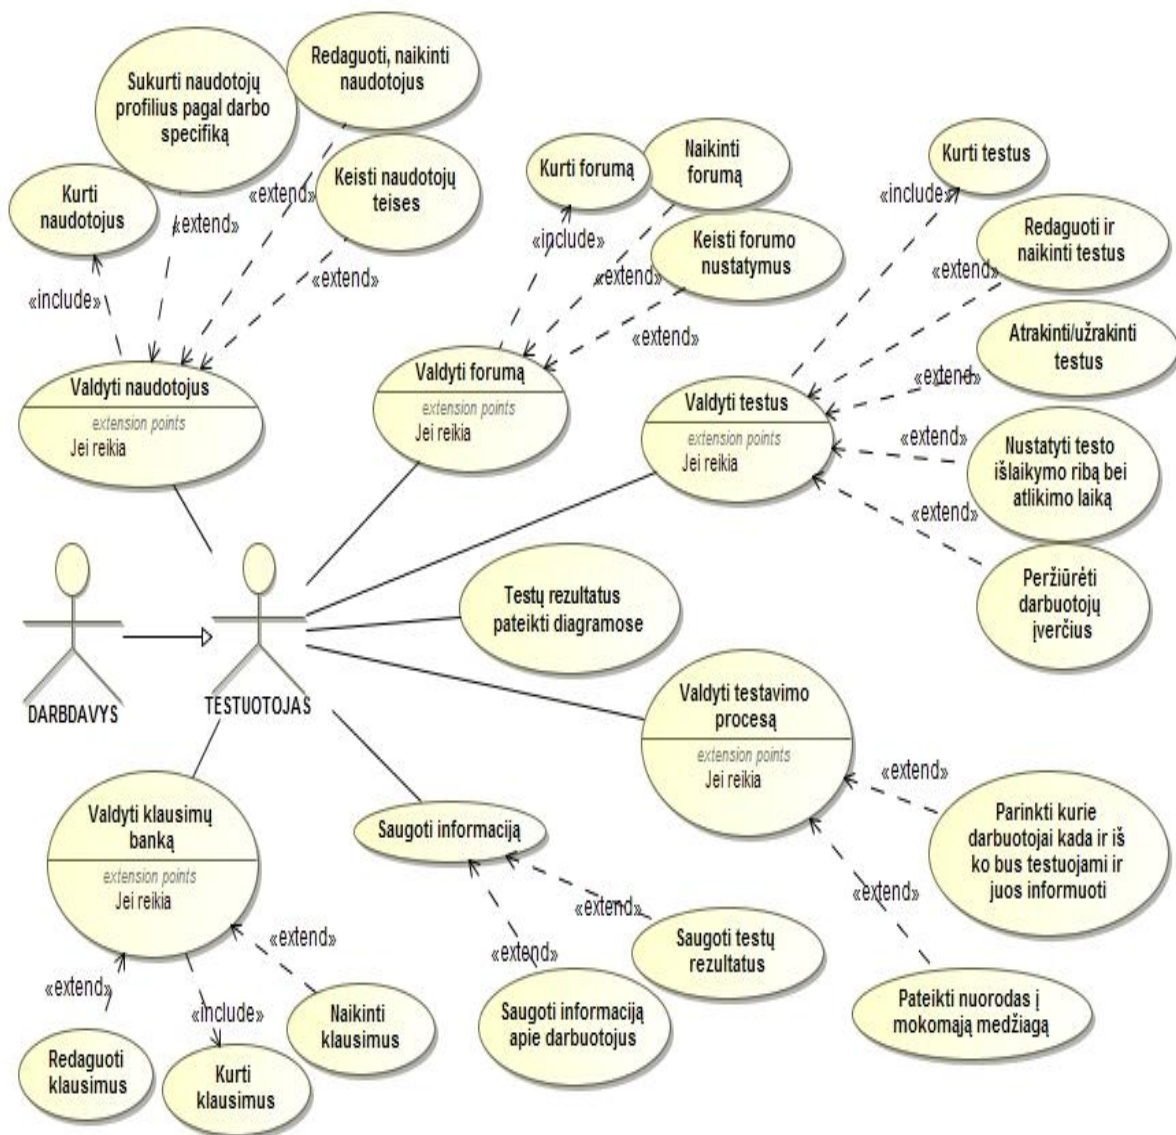 Sukurti naudotojų
profilius pagal darbo
specifiką
Redaguoti, naikinti
naudotojus
Kurti
naudotojus
Keisti naudotojų
teises
«extend»
«extend»
«include»
«extend»
Valdyti naudotojus
extension points
Jei reikia
Kurti forumą
Naikinti
forumą
Keisti forumo
nustatymus
«include»
«extend»
«extend»
Valdyti forumą
extension points
Jei reikia
Kurti testus
Redaguoti ir
naikinti testus
Atrakinti/užrakinti
testus
Nustatyti testo
išlaikymo ribą bei
atlikimo laiką
Peržiūrėti
darbuotojų
įverčius
«include»
«extend»
«extend»
«extend»
«extend»
Valdyti testus
extension points
Jei reikia
DARBDAVYS
TESTUOTOJAS
Testų rezultatus
pateikti diagramose
Valdyti testavimo
procesą
extension points
Jei reikia
«extend»
«extend»
Parinkti kurie
darbuotojai kada ir iš
ko bus testuojami ir
juos informuoti
Pateikti nuorodas į
mokomąją medžiagą
Saugoti informaciją
«extend»
«extend»
Saugoti testų
rezultatus
Saugoti informaciją
apie darbuotojus
Valdyti klausimų
banką
extension points
Jei reikia
«extend»
«include»
«extend»
Redaguoti
klausimus
Kurti
klausimus
Naikinti
klausimus